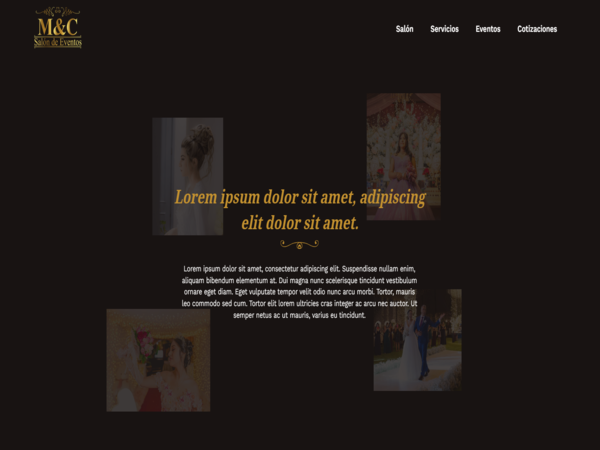 M&C
Salón de Eventos
Salón Servicios Eventos Cotizaciones
Lorem ipsum dolor sit amet, adipiscing
elit dolor sit amet.
Lorem ipsum dolor sit amet, consectetur adipiscing elit. Suspendisse nullam enim,
aliquam bibendum elementum at. Dui magna nunc scelerisque tincidunt vestibulum
ornare eget diam. Eget vulputate tempor velit odio nunc arcu morbi. Tortor, mauris
leo commodo sed cum. Tortor elit lorem ultricies cras integer ac arcu nec auctor. Ut
semper netus ac ut mauris, varius eu tincidunt.